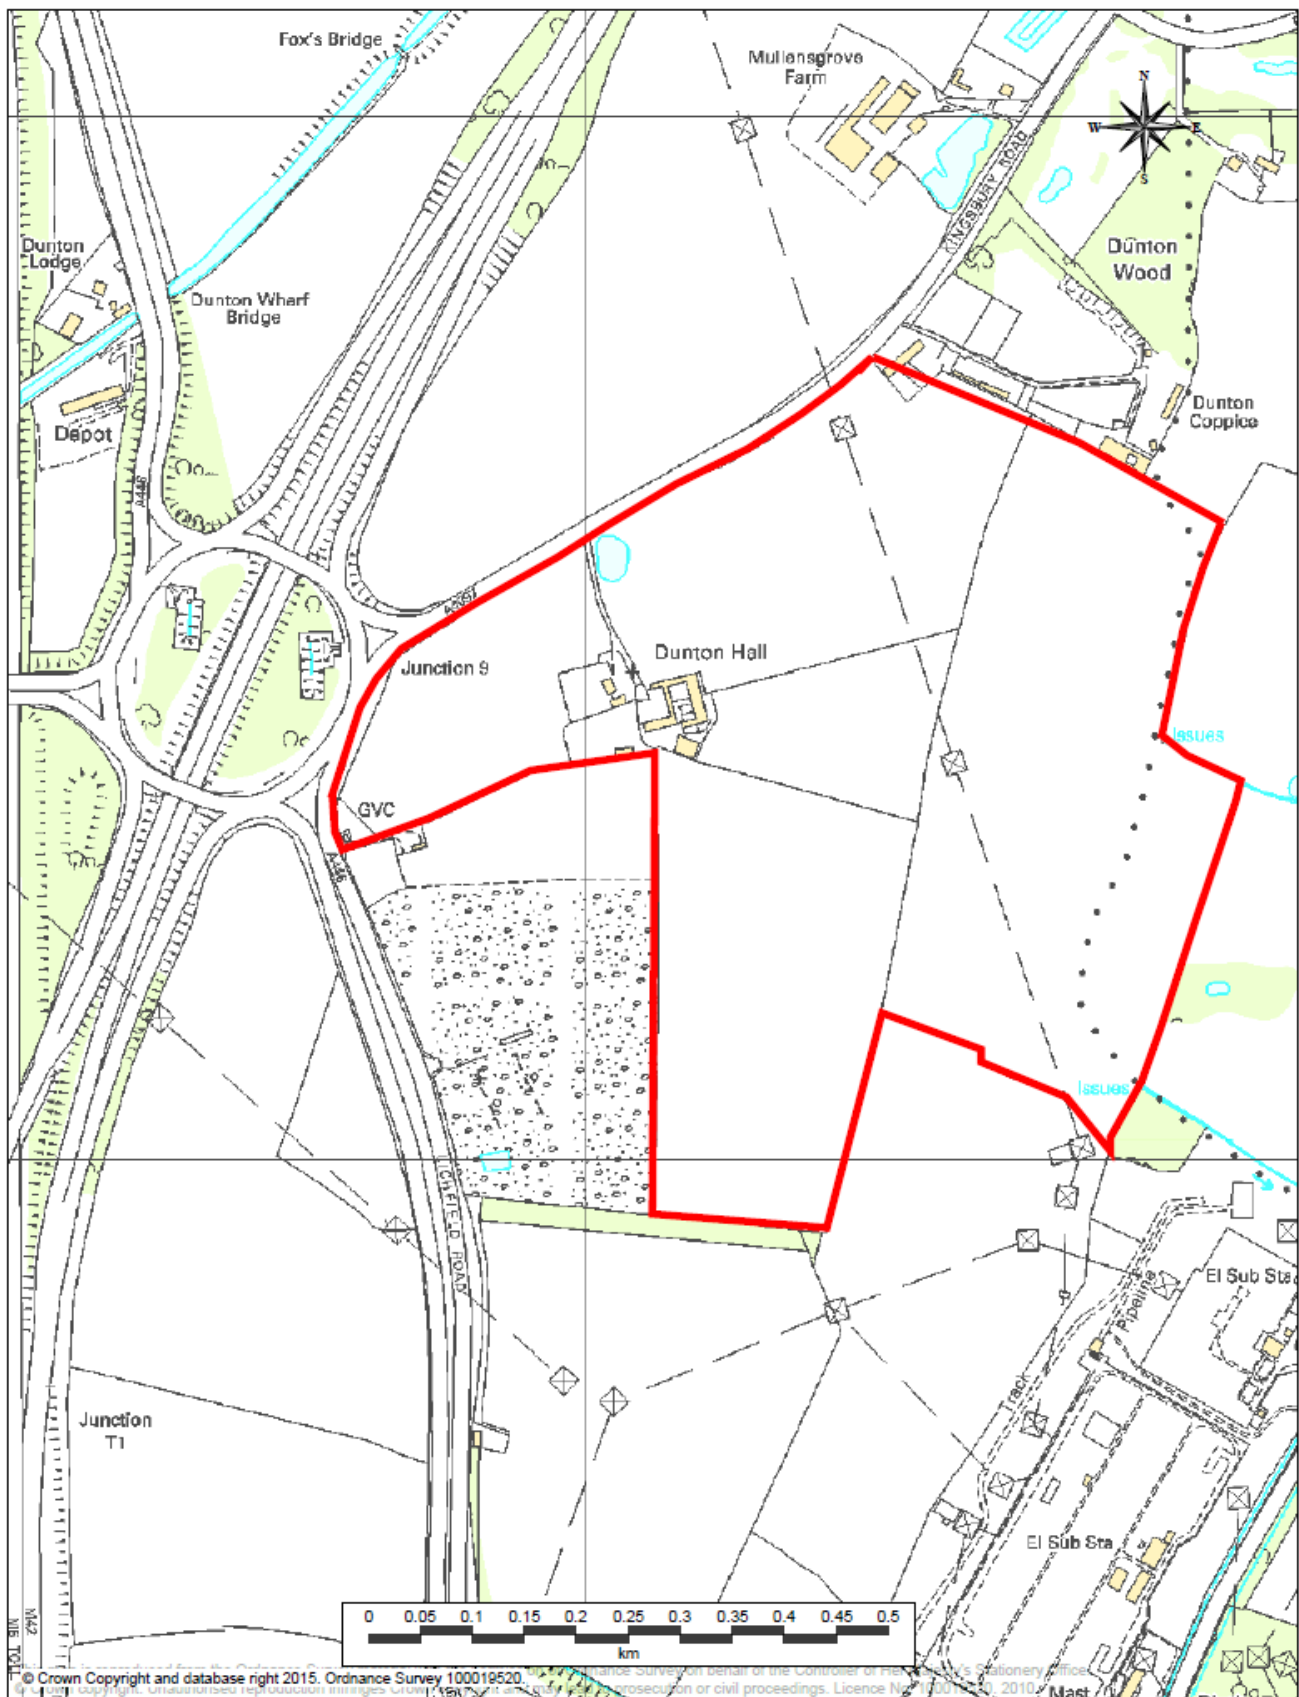 Fox's Bridge
Mullensgrove
Farm
N
W
E
S
KINGSBURY ROAD
Dunton
Lodge
Dunton
Wood
Dunton Wharf
Bridge
Dunton
Coppice
Depot
A446
Dunton Hall
Junction 9
Issues
GVC
A446
Issues
LICHFIELD ROAD
El Sub Sta
Pipeline
Track
Junction
T1
El Sub Sta
M42
M6 TOLL
0 0.05 0.1 0.15 0.2 0.25 0.3 0.35 0.4 0.45 0.5
km
© Crown Copyright and database right 2015. Ordnance Survey 100019520.
Mast